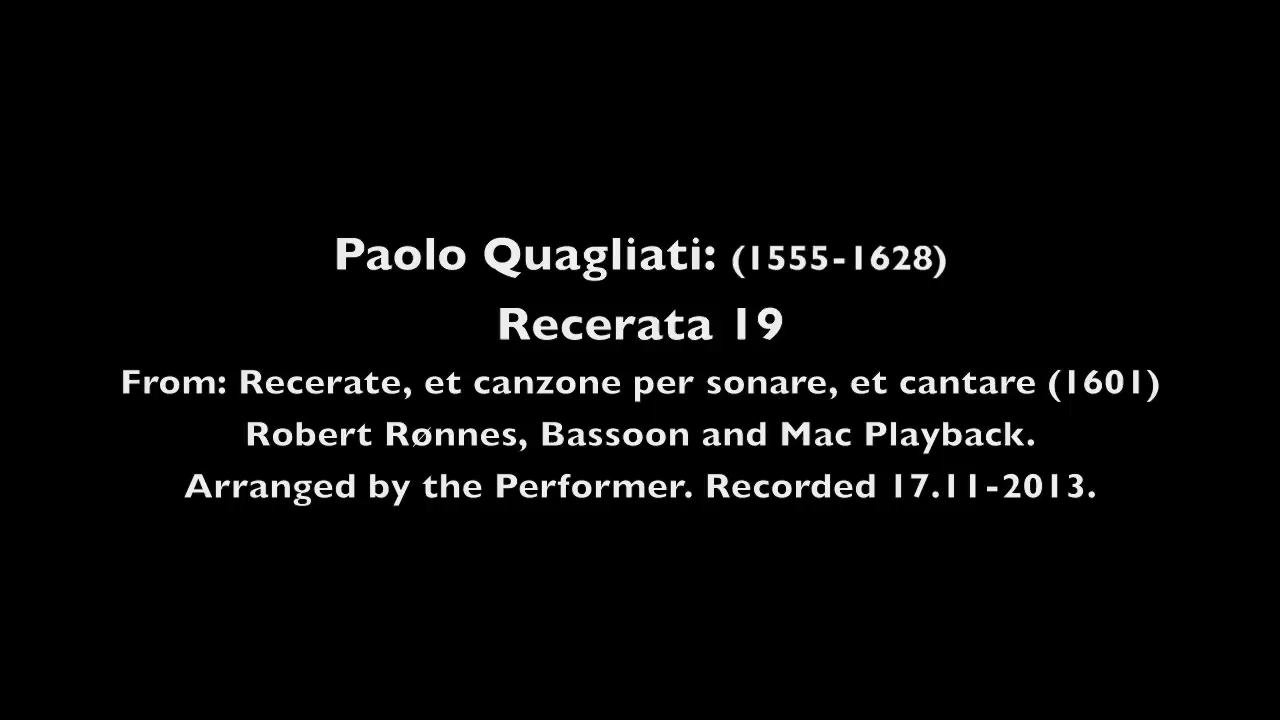 Paolo Quagliati: (1555-1628)
Recerata 19
From: Recerate, et canzone per sonare, et cantare (1601)
Robert Rønnes, Bassoon and Mac Playback.
Arranged by the Performer. Recorded 17.11-2013.